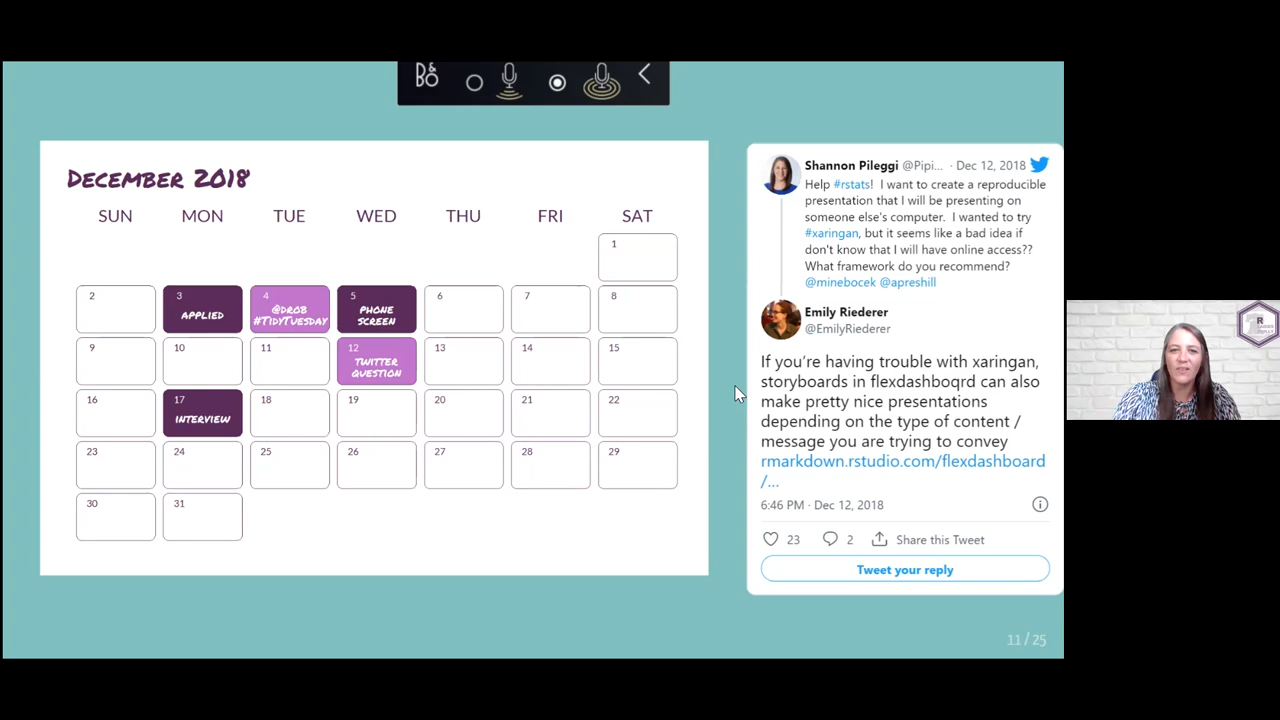 B&BO
December 2018
SUN MON TUE WED THU FRI SAT
1
2 3 4 5 6 7 8
APPLIED @DROB #TIDYTUESDAY PHONE SCREEN
9 10 11 12 13 14 15
TWITTER QUESTION
16 17 18 19 20 21 22
INTERVIEW
23 24 25 26 27 28 29
30 31
Shannon Pileggi @Pipi... · Dec 12, 2018
Help #rstats! I want to create a reproducible
presentation that I will be presenting on
someone else's computer. I wanted to try
#xaringan, but it seems like a bad idea if
don't know that I will have online access??
What framework do you recommend?
@minebocek @apreshill
Emily Riederer
@EmilyRiederer
If you're having trouble with xaringan,
storyboards in flexdashboqrd can also
make pretty nice presentations
depending on the type of content /
message you are trying to convey
rmarkdown.rstudio.com/flexdashboard
/...
6:46 PM · Dec 12, 2018
23 2 Share this Tweet
Tweet your reply
11 / 25
R